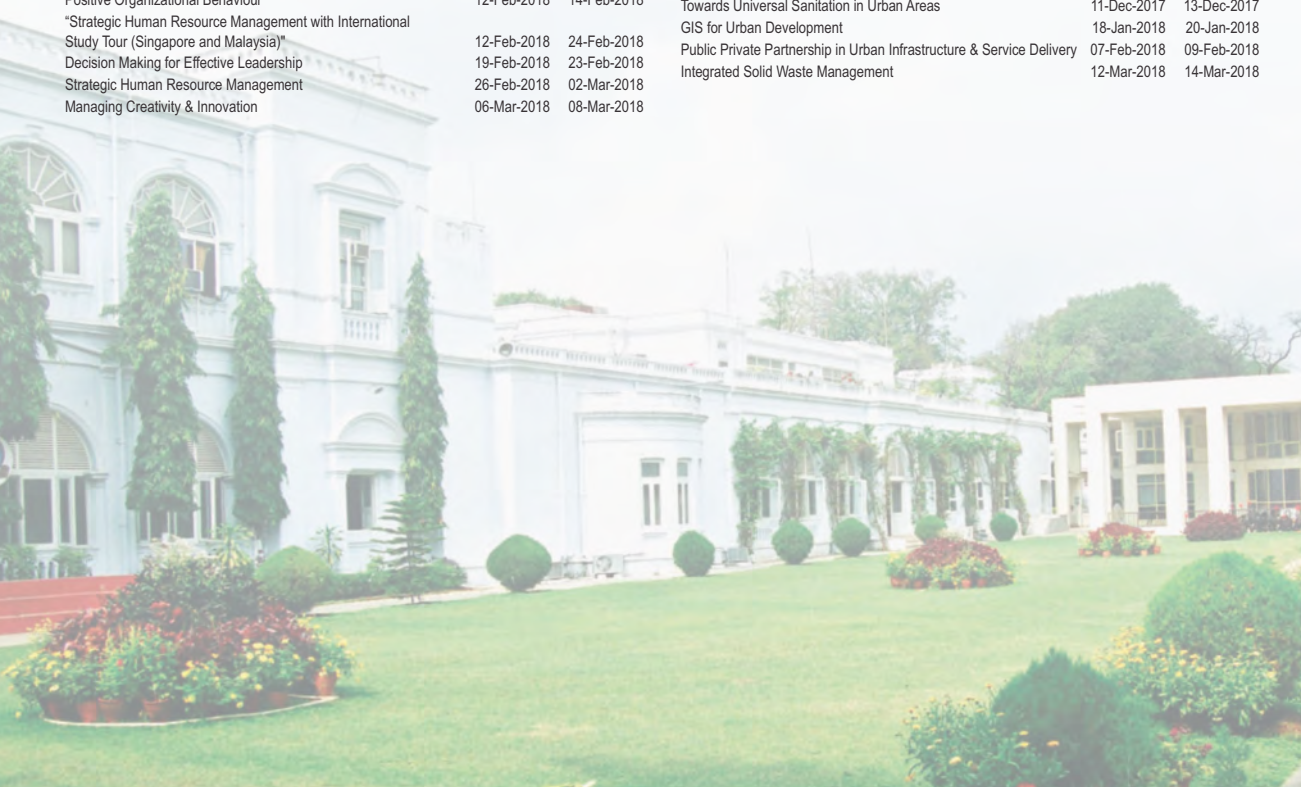 Positive Organizational Behaviour 12-Feb-2018 14-Feb-2018
“Strategic Human Resource Management with International
Study Tour (Singapore and Malaysia)" 12-Feb-2018 24-Feb-2018
Decision Making for Effective Leadership 19-Feb-2018 23-Feb-2018
Strategic Human Resource Management 26-Feb-2018 02-Mar-2018
Managing Creativity & Innovation 06-Mar-2018 08-Mar-2018
Towards Universal Sanitation in Urban Areas 11-Dec-2017 13-Dec-2017
GIS for Urban Development 18-Jan-2018 20-Jan-2018
Public Private Partnership in Urban Infrastructure & Service Delivery 07-Feb-2018 09-Feb-2018
Integrated Solid Waste Management 12-Mar-2018 14-Mar-2018